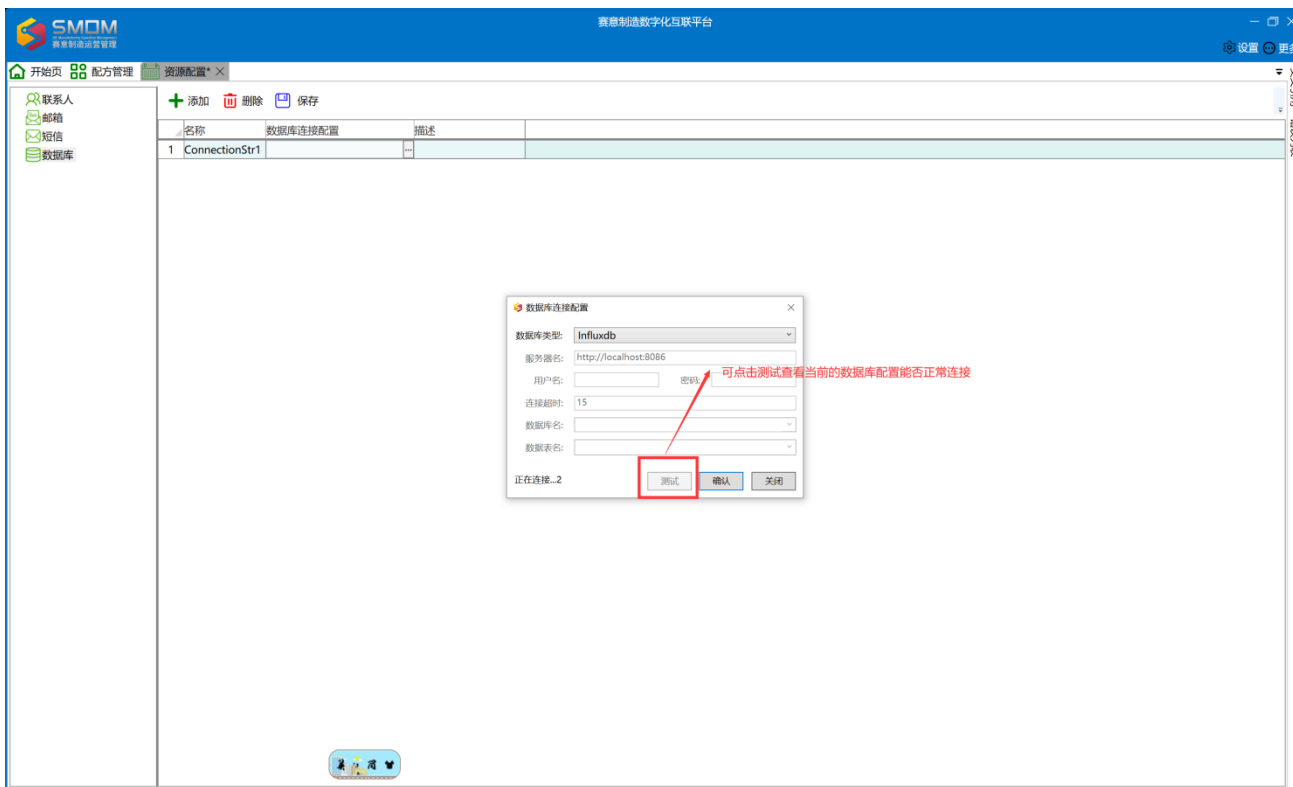 SMOM
赛意制造运营管理
赛意制造数字化互联平台
设置 更多
开始页 配方管理 资源配置*
联系人
邮箱
短信
数据库
添加 删除 保存
名称 数据库连接配置 描述
1 ConnectionStr1 ...
数据库连接配置
数据库类型: Influxdb
服务器名: http://localhost:8086
用户名: 密码:
可点击测试查看当前的数据库配置能否正常连接
连接超时: 15
数据库名:
数据表名:
正在连接...2 测试 确认 关闭